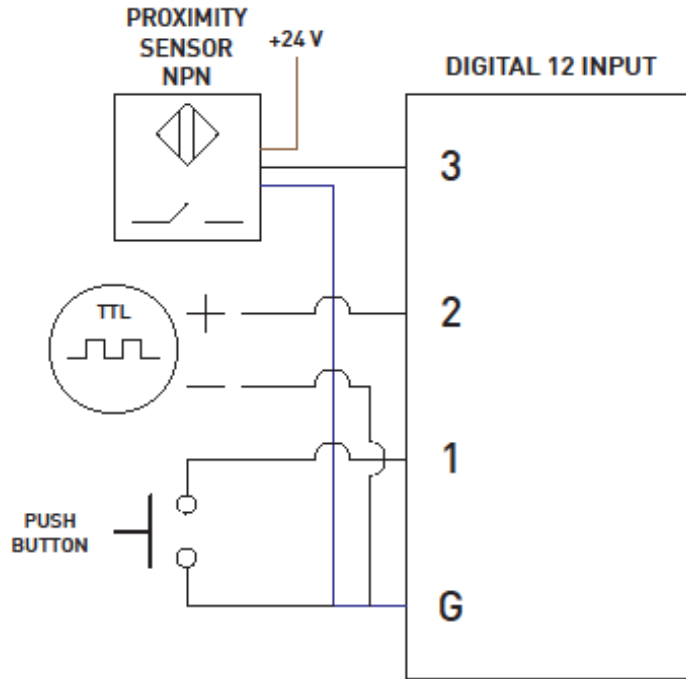 PROXIMITY
SENSOR
NPN
+24 V
DIGITAL 12 INPUT
3
TTL
2
1
PUSH
BUTTON
G